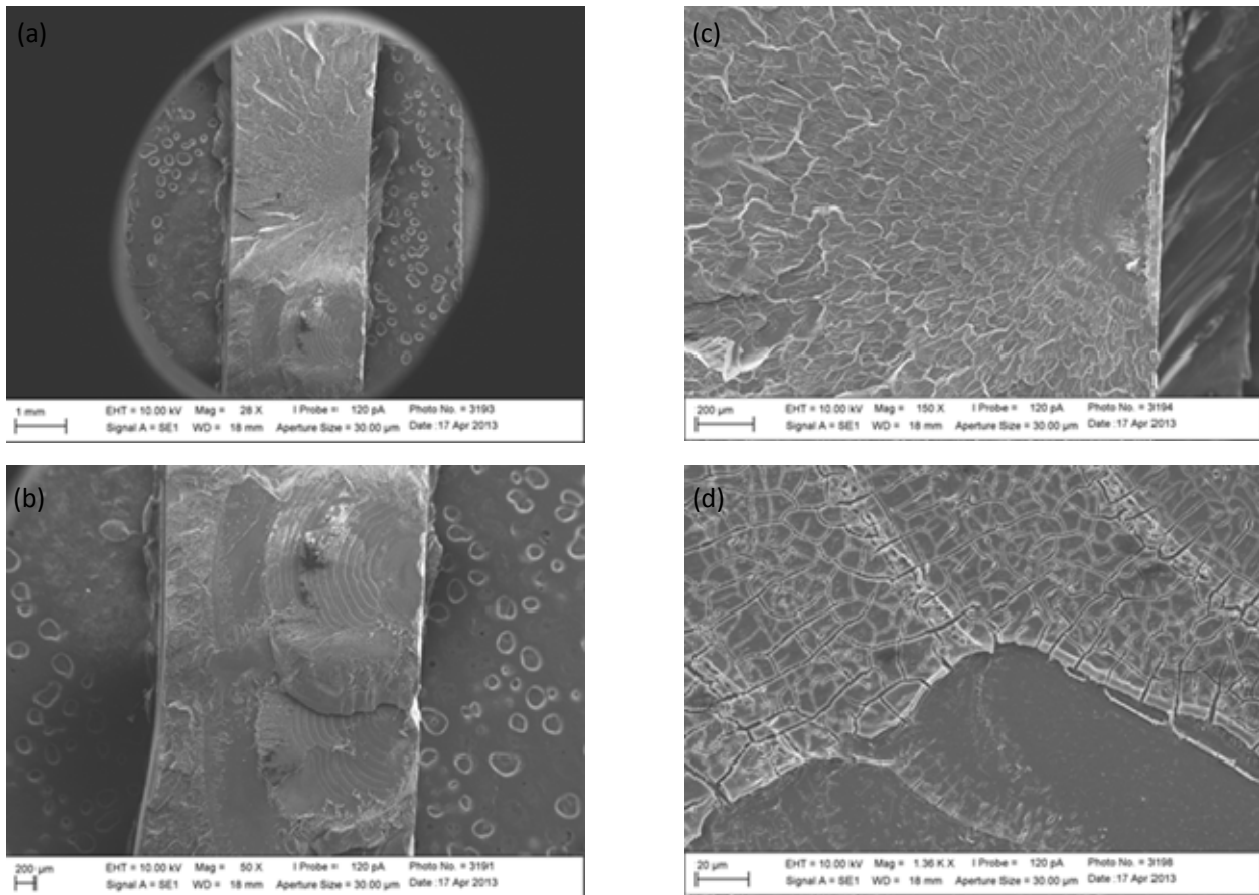 (a)
1 mm
EHT = 10.00 kV Mag = 28 X I Probe = 120 pA Photo No. = 3193
Signal A = SE1 WD = 18 mm Aperture Size = 30.00 µm Date :17 Apr 2013
(c)
200 µm
EHT = 10.00 kV Mag = 150 X I Probe = 120 pA Photo No. = 3194
Signal A = SE1 WD = 18 mm Aperture Size = 30.00 µm Date :17 Apr 2013
(b)
200 µm
EHT = 10.00 kV Mag = 50 X I Probe = 120 pA Photo No. = 3191
Signal A = SE1 WD = 18 mm Aperture Size = 30.00 µm Date :17 Apr 2013
(d)
20 µm
EHT = 10.00 kV Mag = 1.36 K X I Probe = 120 pA Photo No. = 3198
Signal A = SE1 WD = 18 mm Aperture Size = 30.00 µm Date :17 Apr 2013